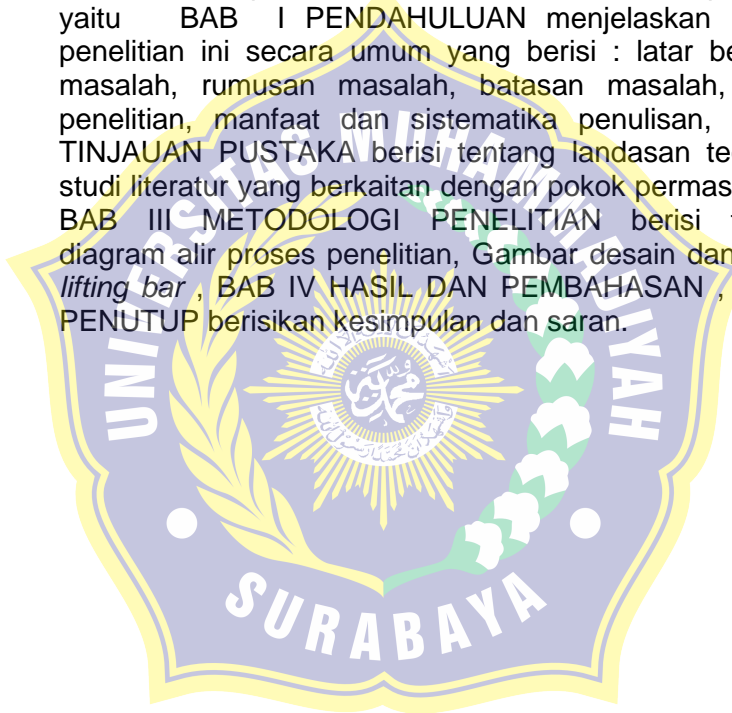 yaitu BAB I PENDAHULUAN menjelaskan
penelitian ini secara umum yang berisi : latar be
masalah, rumusan masalah, batasan masalah,
penelitian, manfaat dan sistematika penulisan,
TINJAUAN PUSTAKA berisi tentang landasan te
studi literatur yang berkaitan dengan pokok permas
BAB III METODOLOGI PENELITIAN berisi
diagram alir proses penelitian, Gambar desain dan
lifting bar , BAB IV HASIL DAN PEMBAHASAN ,
PENUTUP berisikan kesimpulan dan saran.
UNIVERSITAS MUHAMMADIYAH
SURABAYA